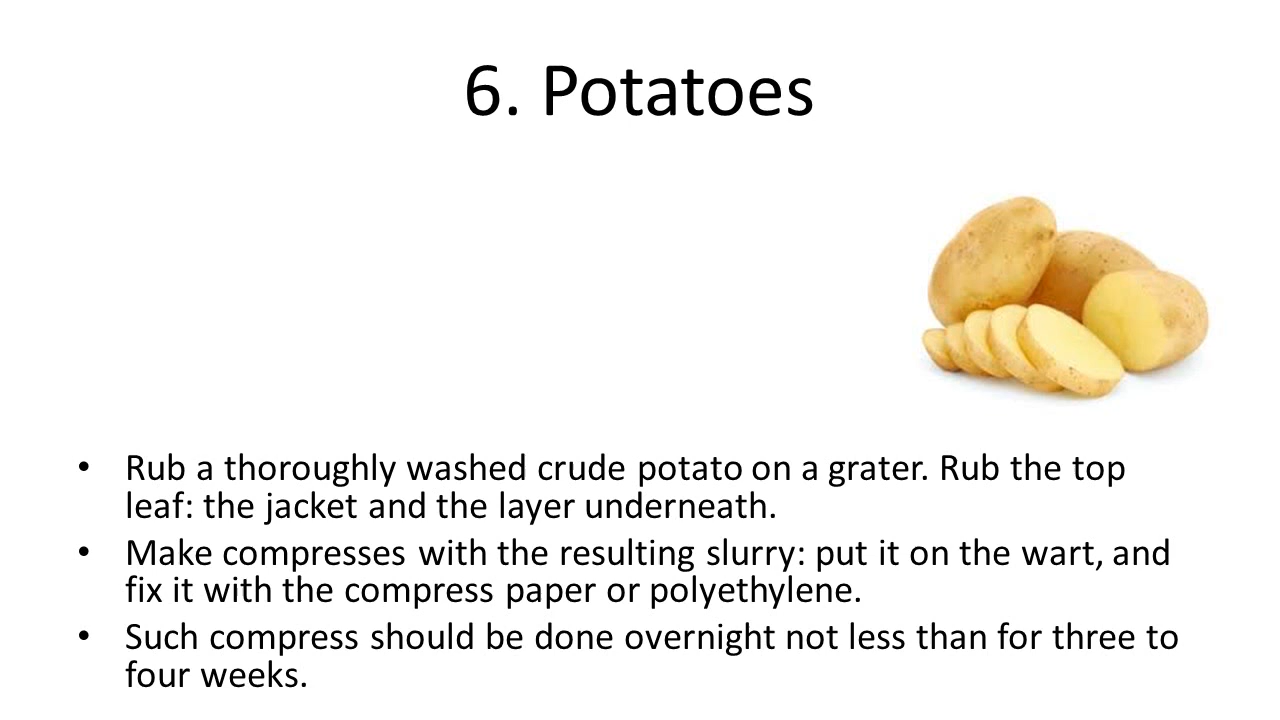 6. Potatoes
• Rub a thoroughly washed crude potato on a grater. Rub the top
leaf: the jacket and the layer underneath.
• Make compresses with the resulting slurry: put it on the wart, and
fix it with the compress paper or polyethylene.
• Such compress should be done overnight not less than for three to
four weeks.